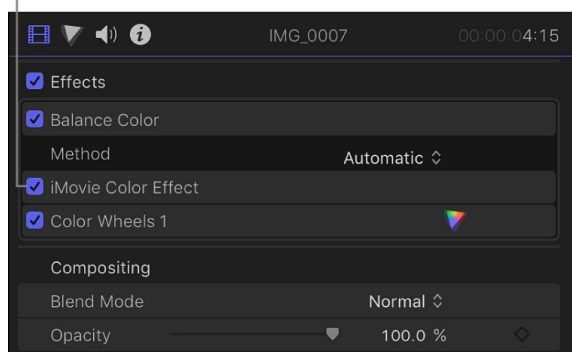 IMG_0007 00:00:04:15
Effects
Balance Color
Method Automatic
iMovie Color Effect
Color Wheels 1
Compositing
Blend Mode Normal
Opacity 100.0 %